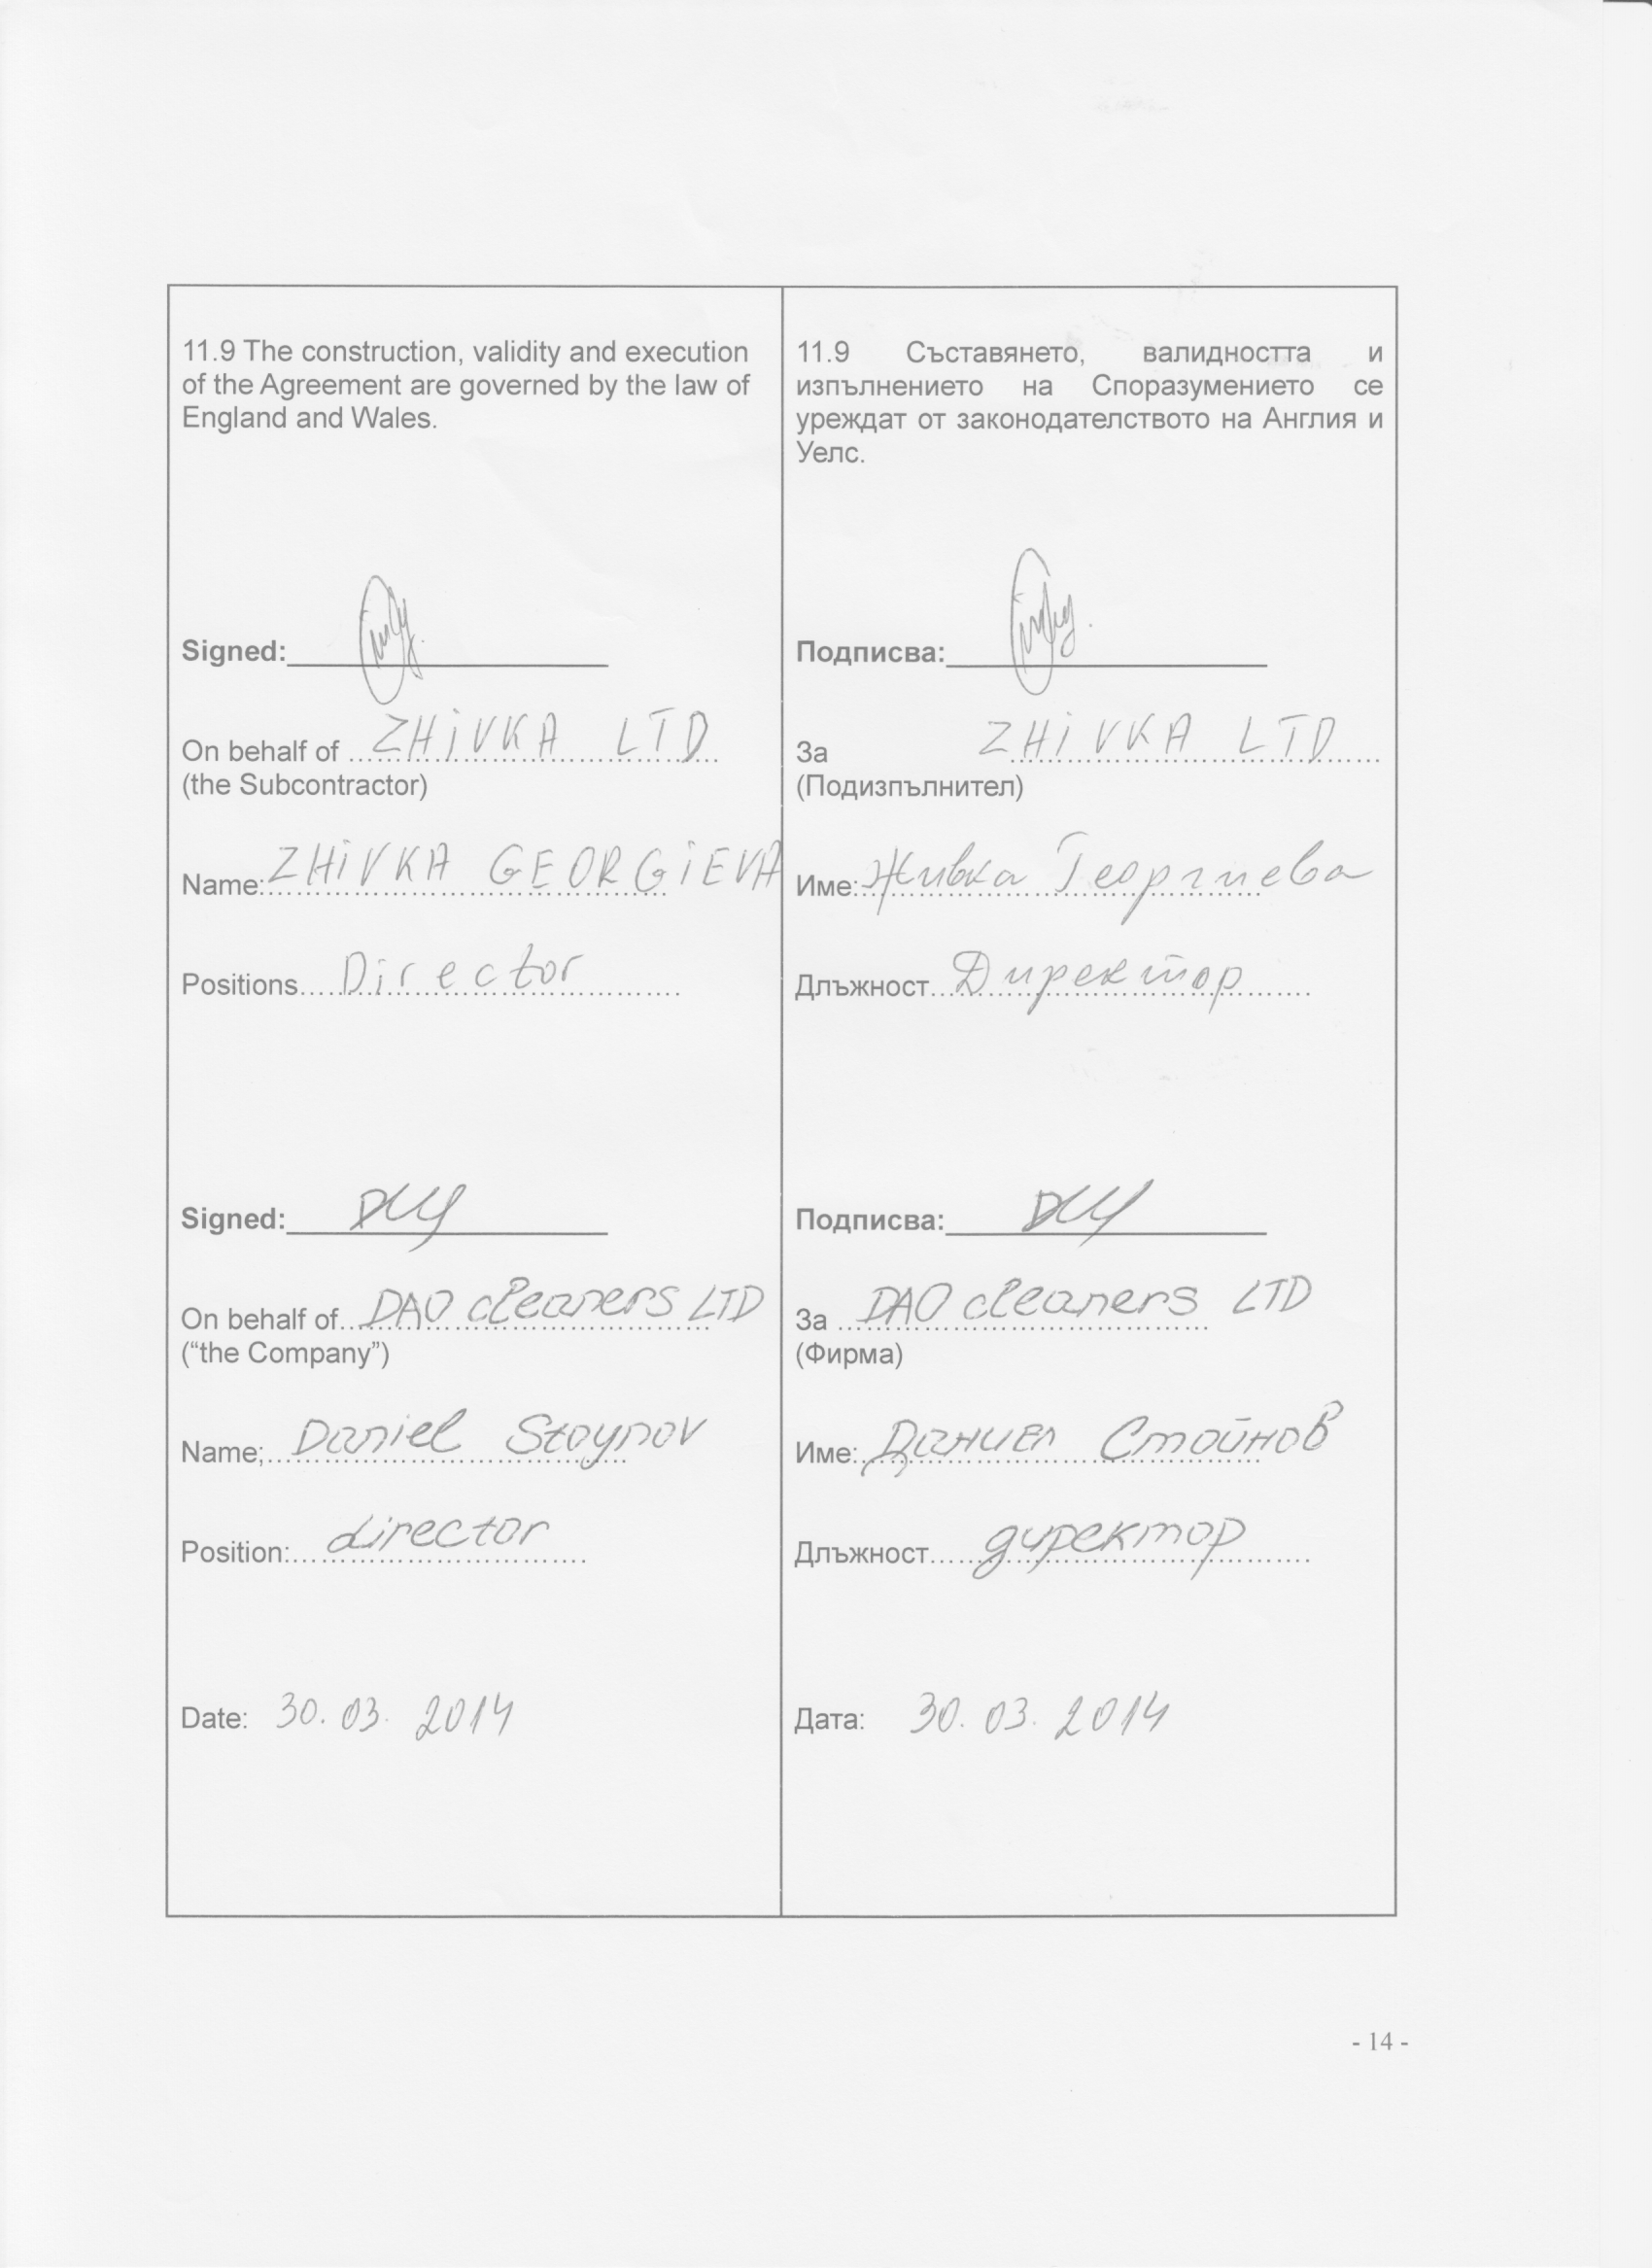 11.9 The construction, validity and execution
of the Agreement are governed by the law of
England and Wales.
Signed:
On behalf of ZHIVKA LTD
(the Subcontractor)
Name: ZHIVKA GEORGIEVA
Positions Director
Signed:
On behalf of DAO cleaners LTD
(“the Company”)
Name; Daniel Stoynov
Position: director
Date: 30.03.2014
11.9 Съставянето, валидността и
изпълнението на Споразумението се
уреждат от законодателството на Англия и
Уелс.
Подписва:
За ZHIVKA LTD
(Подизпълнител)
Име: Живка Георгиева
Длъжност Директор
Подписва:
За DAO cleaners LTD
(Фирма)
Име: Даниел Стойнов
Длъжност директор
Дата: 30.03.2014
- 14 -